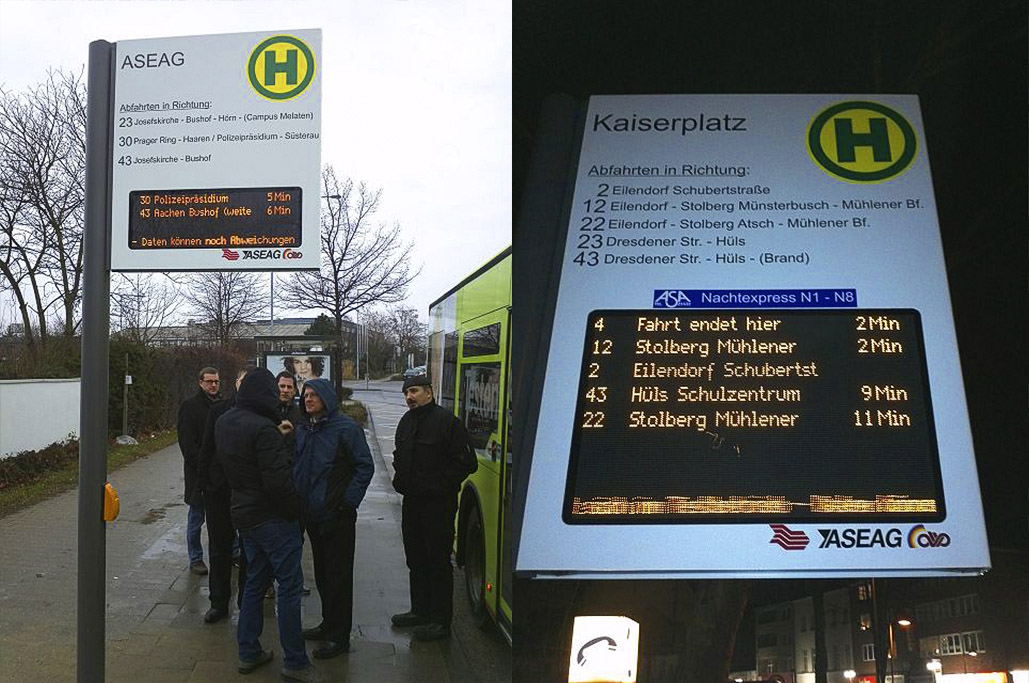 ASEAG
H
Abfahrten in Richtung:
23 Josefskirche - Bushof - Hörn - (Campus Melaten)
30 Prager Ring - Haaren / Polizeipräsidium - Süsterau
43 Josefskirche - Bushof
30 Polizeipräsidium 5 Min
43 Aachen Bushof (weite 6 Min
- Daten können noch Abweichungen
ASEAG avv
Kaiserplatz
H
Abfahrten in Richtung:
2 Eilendorf Schubertstraße
12 Eilendorf - Stolberg Münsterbusch - Mühlener Bf.
22 Eilendorf - Stolberg Atsch - Mühlener Bf.
23 Dresdener Str. - Hüls
43 Dresdener Str. - Hüls - (Brand)
ASA Nachtexpress N1 - N8
4 Fahrt endet hier 2 Min
12 Stolberg Mühlener 2 Min
2 Eilendorf Schubertst
43 Hüls Schulzentrum 9 Min
22 Stolberg Mühlener 11 Min
ASEAG avv